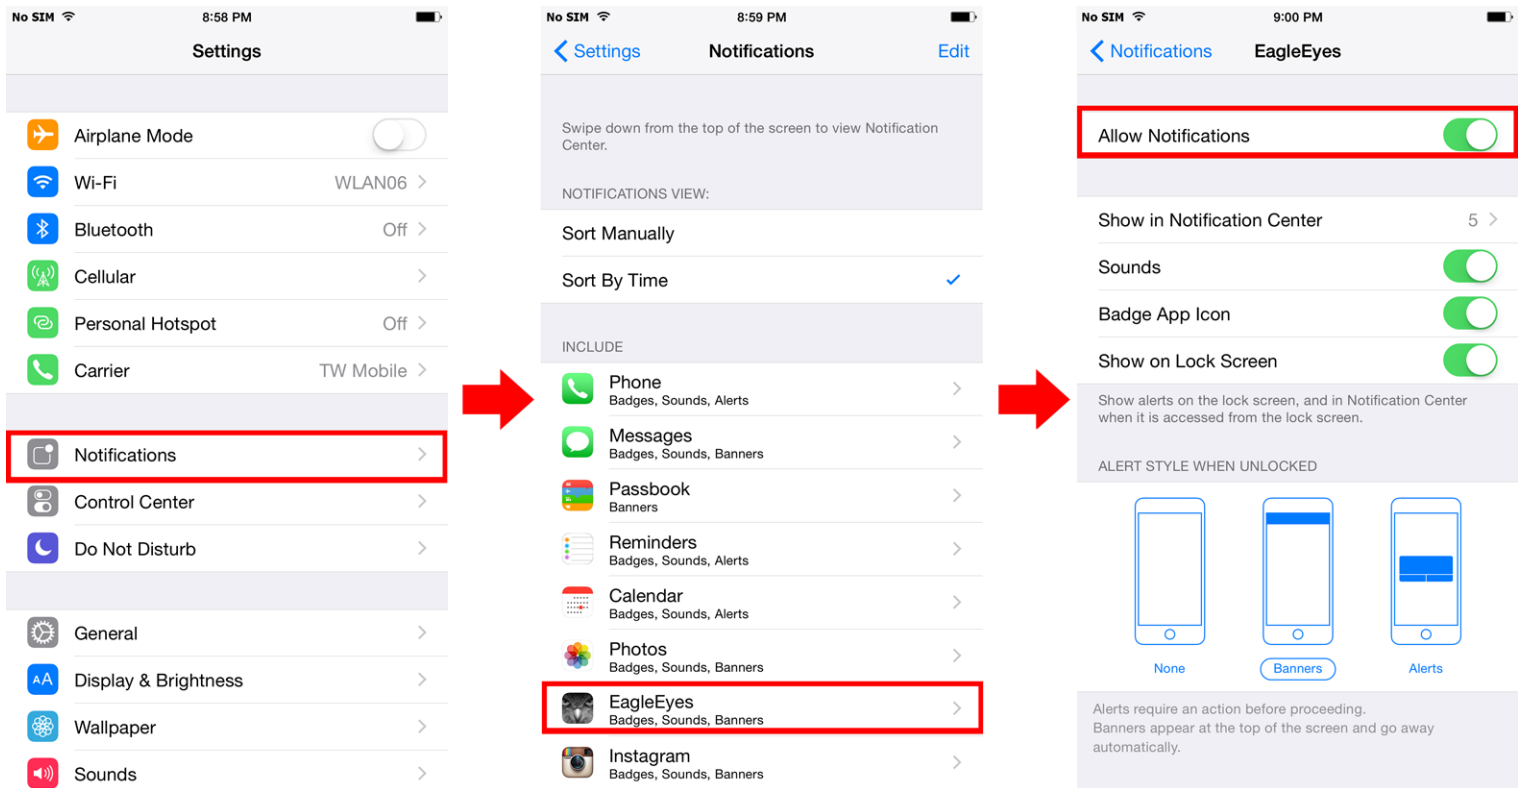 No SIM 8:58 PM
Settings
Airplane Mode
Wi-Fi WLAN06
Bluetooth Off
Cellular
Personal Hotspot Off
Carrier TW Mobile
Notifications
Control Center
Do Not Disturb
General
AA Display & Brightness
Wallpaper
Sounds
No SIM 8:59 PM
Settings Notifications Edit
Swipe down from the top of the screen to view Notification
Center.
NOTIFICATIONS VIEW:
Sort Manually
Sort By Time
INCLUDE
Phone
Badges, Sounds, Alerts
Messages
Badges, Sounds, Banners
Passbook
Banners
Reminders
Badges, Sounds, Alerts
Calendar
Badges, Sounds, Alerts
Photos
Badges, Sounds, Banners
EagleEyes
Badges, Sounds, Banners
Instagram
Badges, Sounds, Banners
No SIM 9:00 PM
Notifications EagleEyes
Allow Notifications
Show in Notification Center 5
Sounds
Badge App Icon
Show on Lock Screen
Show alerts on the lock screen, and in Notification Center
when it is accessed from the lock screen.
ALERT STYLE WHEN UNLOCKED
None Banners Alerts
Alerts require an action before proceeding.
Banners appear at the top of the screen and go away
automatically.